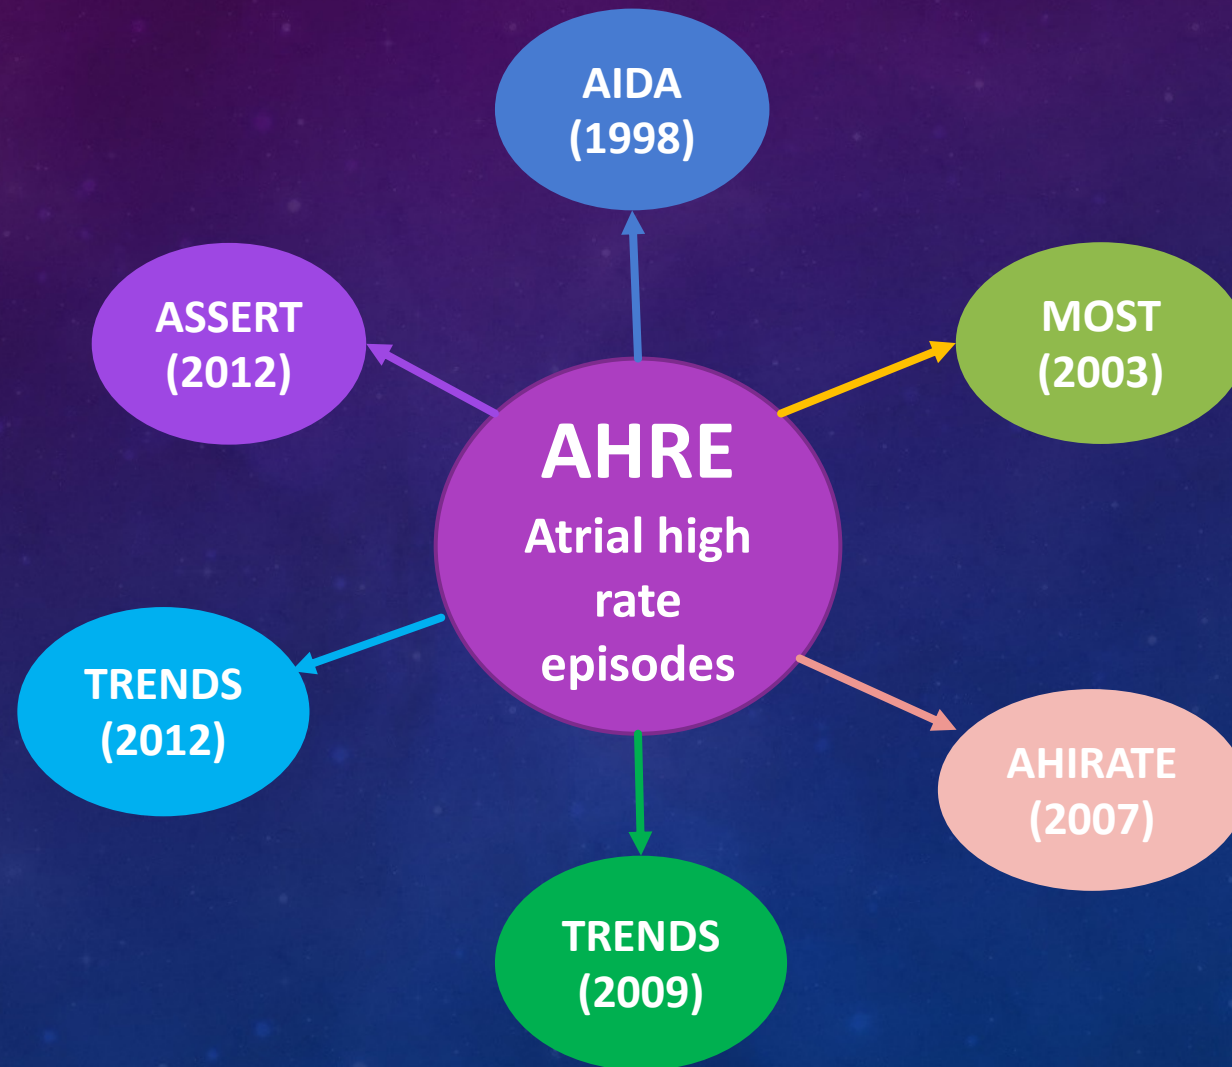 AIDA
(1998)
ASSERT
(2012)
MOST
(2003)
AHRE
Atrial high
rate
episodes
TRENDS
(2012)
AHIRATE
(2007)
TRENDS
(2009)